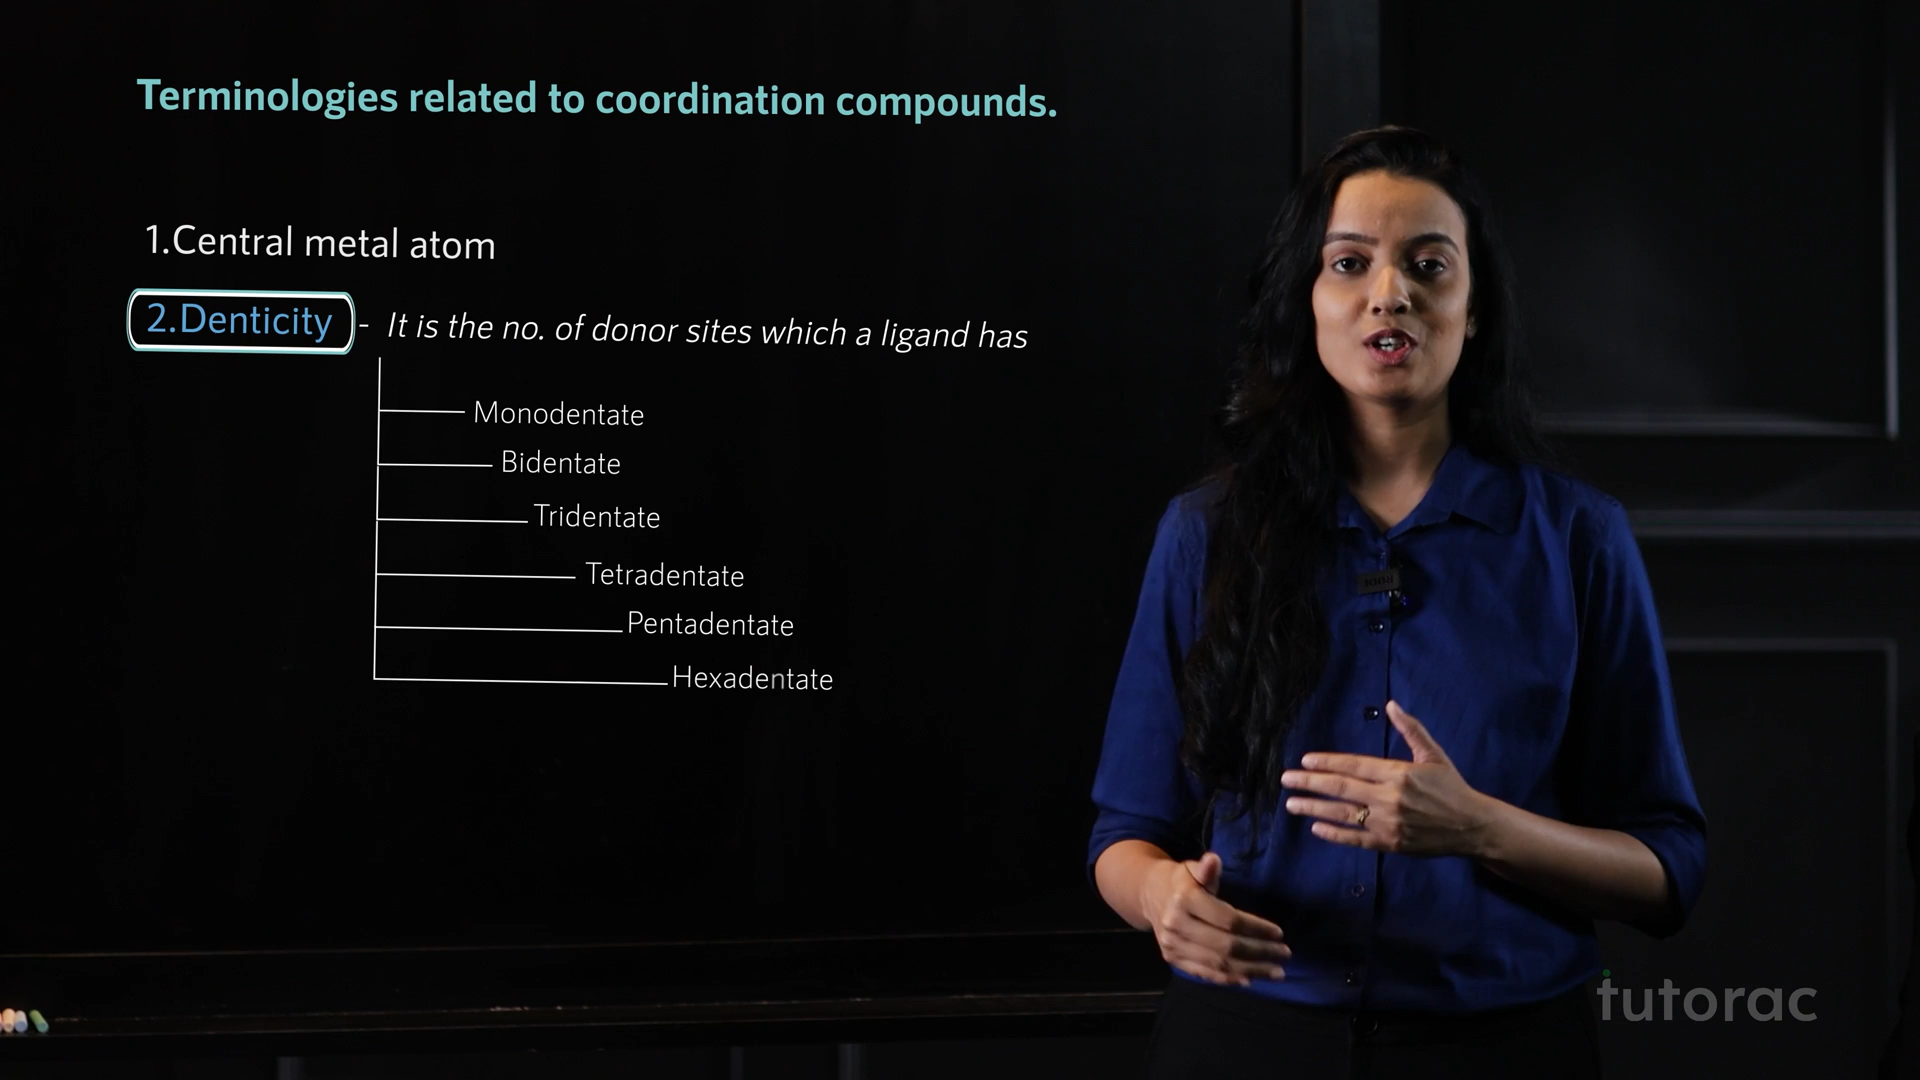 Terminologies related to coordination compounds.
1.Central metal atom
2.Denticity - It is the no. of donor sites which a ligand has
Monodentate
Bidentate
Tridentate
Tetradentate
Pentadentate
Hexadentate
tutorac